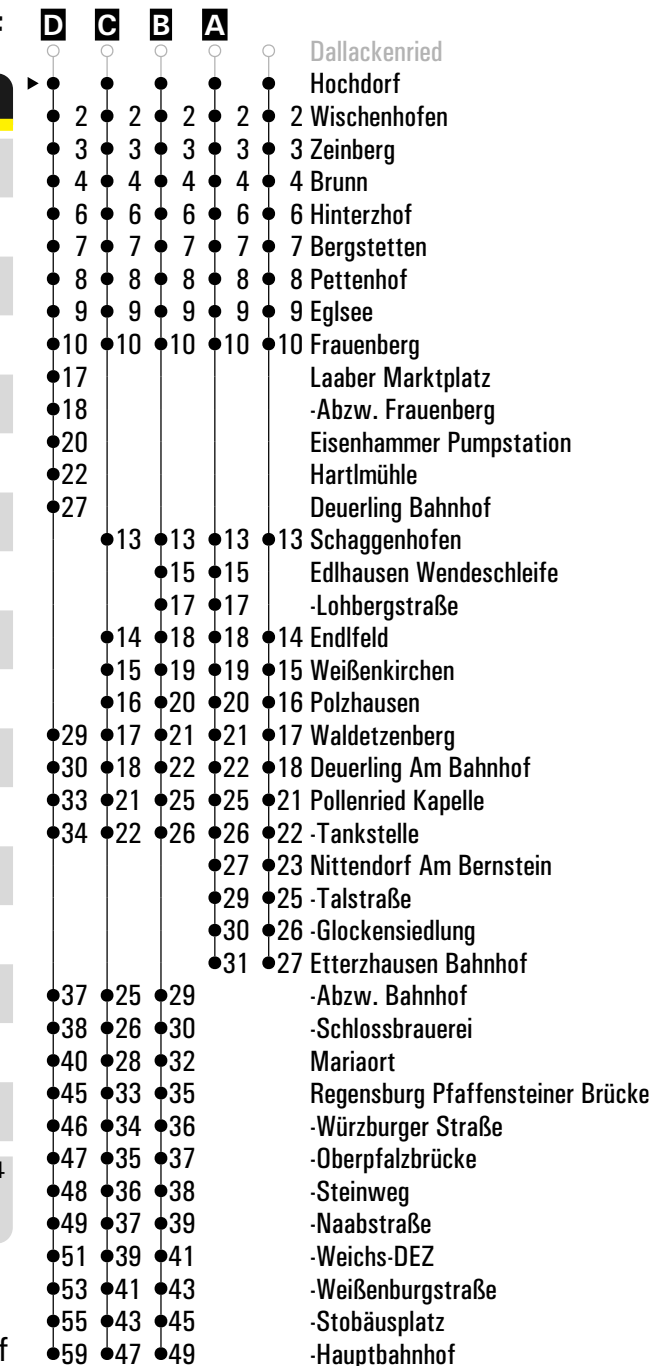 D C B A
Dallackenried
Hochdorf
2 2 2 2 2 Wischenhofen
3 3 3 3 3 Zeinberg
4 4 4 4 4 Brunn
6 6 6 6 6 Hinterzhof
7 7 7 7 7 Bergstetten
8 8 8 8 8 Pettenhof
9 9 9 9 9 Eglsee
10 10 10 10 10 Frauenberg
17 Laaber Marktplatz
18 -Abzw. Frauenberg
20 Eisenhammer Pumpstation
22 Hartlmühle
27 Deuerling Bahnhof
13 13 13 13 Schaggenhofen
15 15 Edlhausen Wendeschleife
17 17 -Lohbergstraße
14 18 18 14 Endlfeld
15 19 19 15 Weißenkirchen
16 20 20 16 Polzhausen
29 17 21 21 17 Waldetzenberg
30 18 22 22 18 Deuerling Am Bahnhof
33 21 25 25 21 Pollenried Kapelle
34 22 26 26 22 -Tankstelle
27 23 Nittendorf Am Bernstein
29 25 -Talstraße
30 26 -Glockensiedlung
31 27 Etterzhausen Bahnhof
37 25 29 -Abzw. Bahnhof
38 26 30 -Schlossbrauerei
40 28 32 Mariaort
45 33 35 Regensburg Pfaffensteiner Brücke
46 34 36 -Würzburger Straße
47 35 37 -Oberpfalzbrücke
48 36 38 -Steinweg
49 37 39 -Naabstraße
51 39 41 -Weichs-DEZ
53 41 43 -Weißenburgstraße
55 43 45 -Stobäusplatz
59 47 49 -Hauptbahnhof